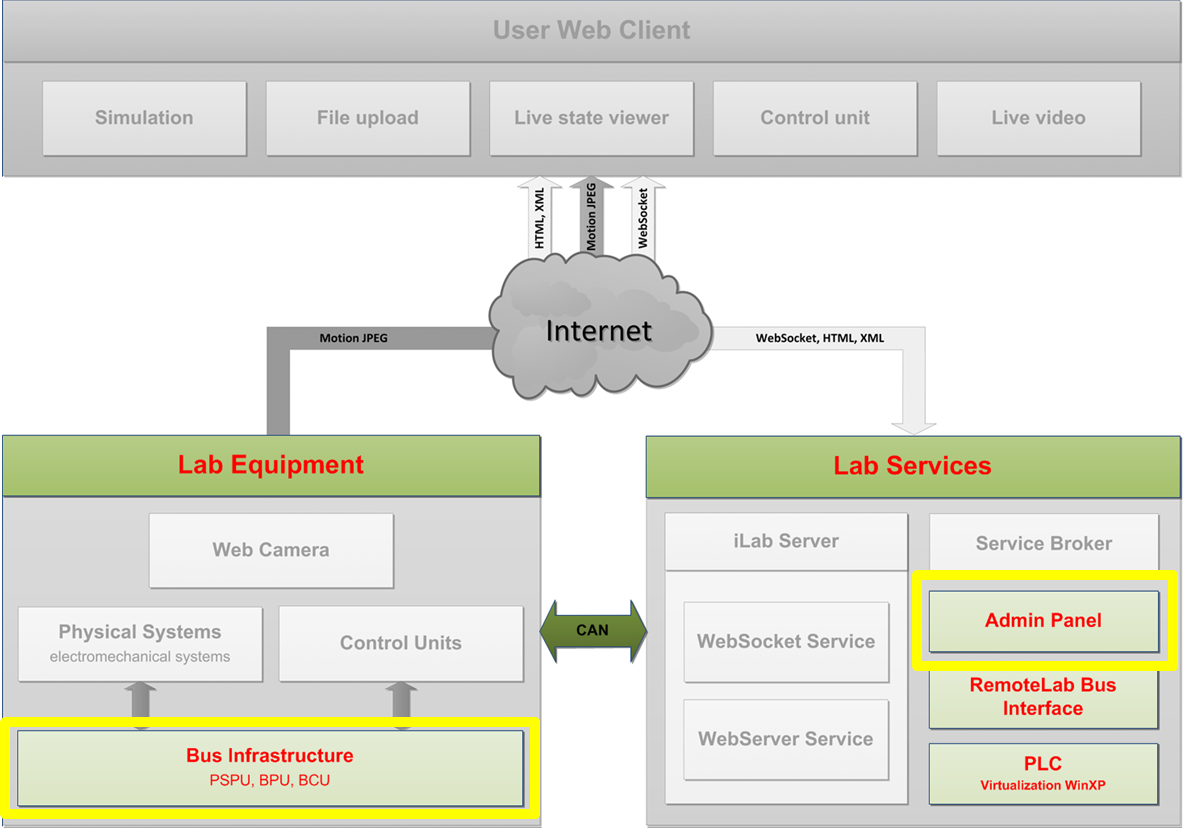 User Web Client
Simulation
File upload
Live state viewer
Control unit
Live video
HTML, XML
Motion JPEG
WebSocket
Internet
Motion JPEG
WebSocket, HTML, XML
Lab Equipment
Web Camera
Physical Systems
electromechanical systems
Control Units
Bus Infrastructure
PSPU, BPU, BCU
CAN
Lab Services
iLab Server
WebSocket Service
WebServer Service
Service Broker
Admin Panel
RemoteLab Bus
Interface
PLC
Virtualization WinXP